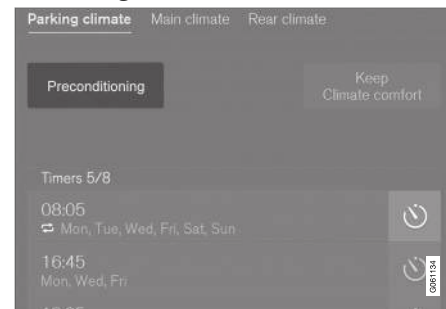 Parking climate Main climate Rear climate
Preconditioning
Keep
Climate comfort
Timers 5/8
08:05
Mon, Tue, Wed, Fri, Sat, Sun
16:45
Mon, Wed, Fri
G061134